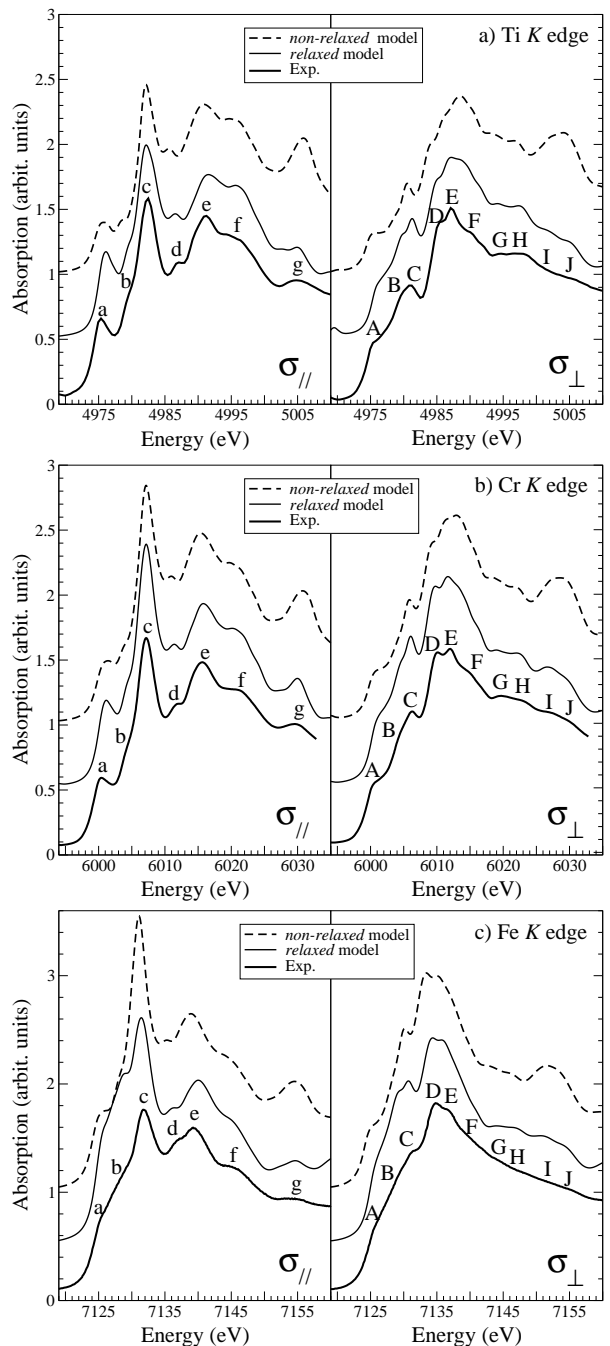 a) Ti K edge
non-relaxed model
relaxed model
Exp.
Absorption (arbit. units)
3
2.5
2
1.5
1
0.5
0
a
b
c
d
e
f
g
σ//
4975 4985 4995 5005
Energy (eV)
A
B
C
D
E
F
G
H
I
J
σ⊥
4975 4985 4995 5005
Energy (eV)
b) Cr K edge
non-relaxed model
relaxed model
Exp.
Absorption (arbit. units)
3
2.5
2
1.5
1
0.5
0
a
b
c
d
e
f
g
σ//
6000 6010 6020 6030
Energy (eV)
A
B
C
D
E
F
G
H
I
J
σ⊥
6000 6010 6020 6030
Energy (eV)
c) Fe K edge
non-relaxed model
relaxed model
Exp.
Absorption (arbit. units)
3
2
1
0
a
b
c
d
e
f
g
σ//
7125 7135 7145 7155
Energy (eV)
A
B
C
D
E
F
G
H
I
J
σ⊥
7125 7135 7145 7155
Energy (eV)